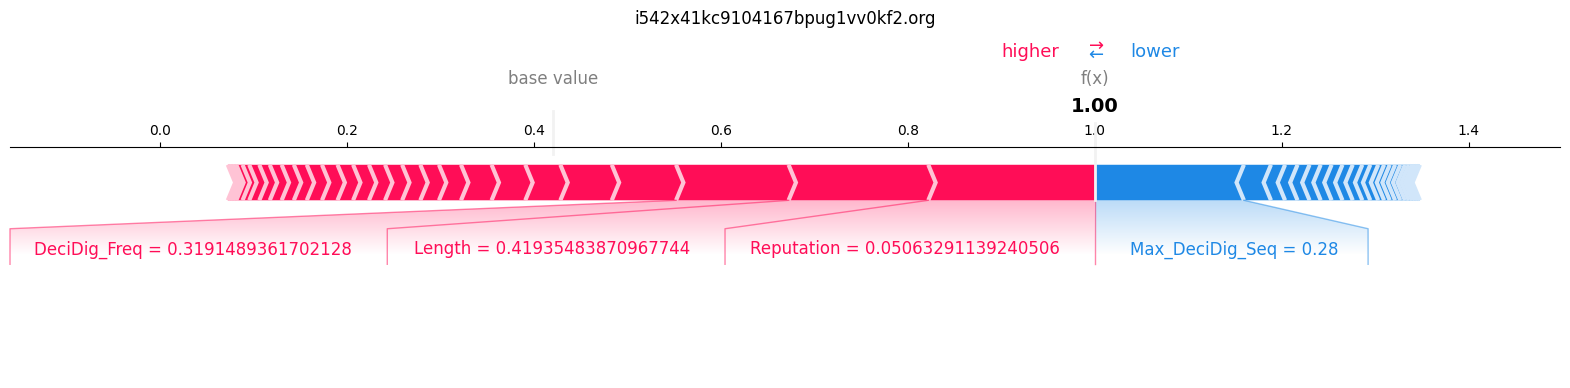 i542x41kc9104167bpug1vv0kf2.org
higher → ← lower
base value f(x)
1.00
0.0 0.2 0.4 0.6 0.8 1.0 1.2 1.4
DeciDig_Freq = 0.3191489361702128 Length = 0.41935483870967744 Reputation = 0.05063291139240506 Max_DeciDig_Seq = 0.28